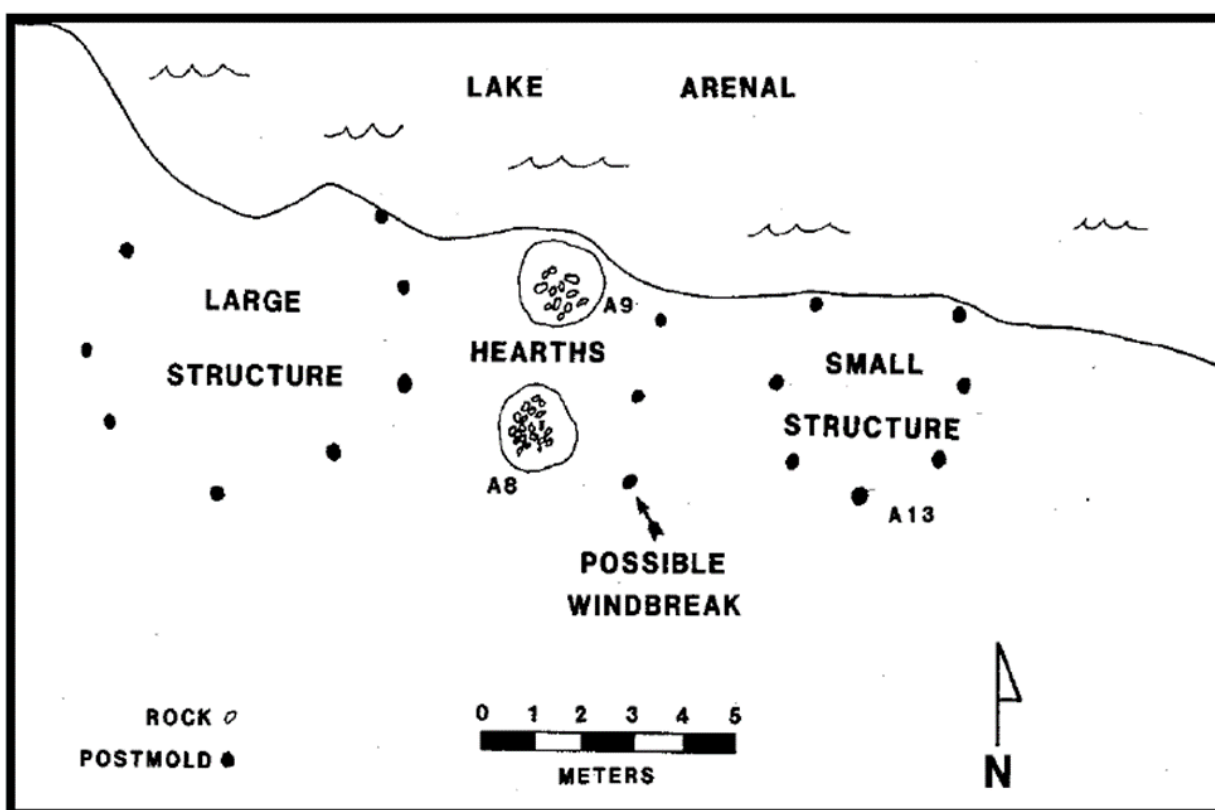 LAKE ARENAL
LARGE
STRUCTURE
A9
HEARTHS
A8
SMALL
STRUCTURE
A13
POSSIBLE
WINDBREAK
ROCK
POSTMOLD
0 1 2 3 4 5
METERS
N